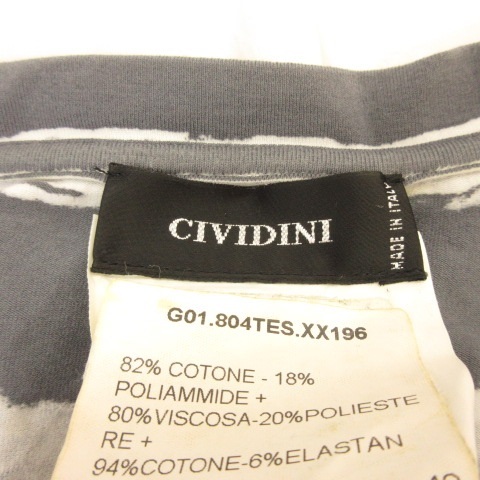 CIVIDINI
MADE IN ITALY
G01.804TES.XX196
82% COTONE - 18%
POLIAMMIDE +
80%VISCOSA-20%POLIESTE
RE +
94%COTONE-6%ELASTAN